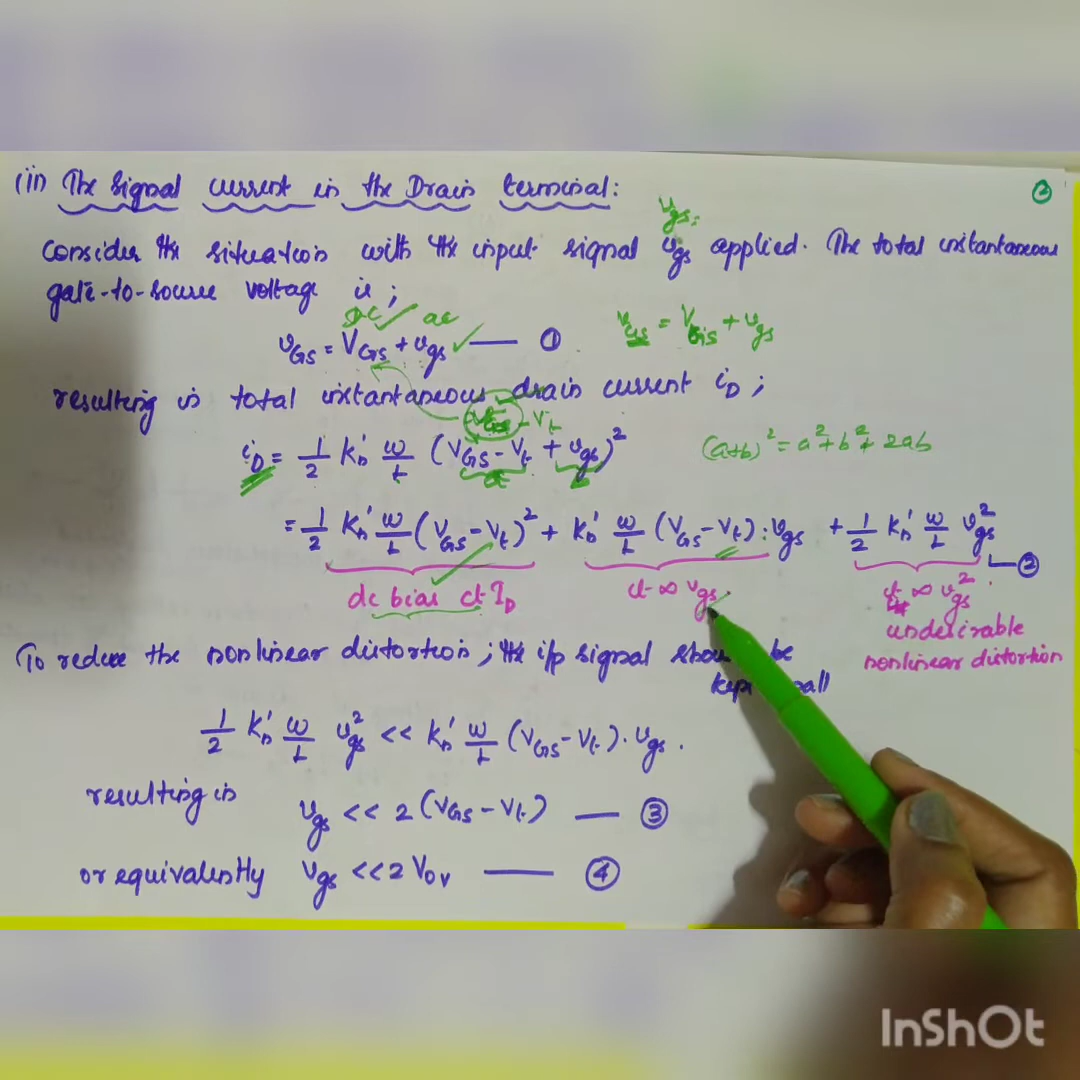 (ii) The Signal current in the Drain terminal:
②
vgs:
Consider the situation with the input signal vgs applied. The total instantaneous
gate-to-source voltage is;
DC ✓ ac
vGS = VGS + vgs ✓ —— ①
vGS = VGS + vgs
resulting in total instantaneous drain current iD;
- Vt
iD = 1/2 kn' W/L (VGS - Vt + vgs)²
(a+b)² = a² + b² + 2ab
= 1/2 kn' W/L (VGS - Vt)² + kn' W/L (VGS - Vt) . vgs + 1/2 kn' W/L vgs² —②
dc bias ct ID
ct ∞ vgs.
ct ∞ vgs².
undesirable
nonlinear distortion
To reduce the nonlinear distortion; the i/p signal be
1/2 kn' W/L vgs² << kn' W/L (VGS - Vt) . vgs .
resulting in
vgs << 2 (VGS - Vt) —— ③
or equivalently vgs << 2 VOV —— ④
InShOt